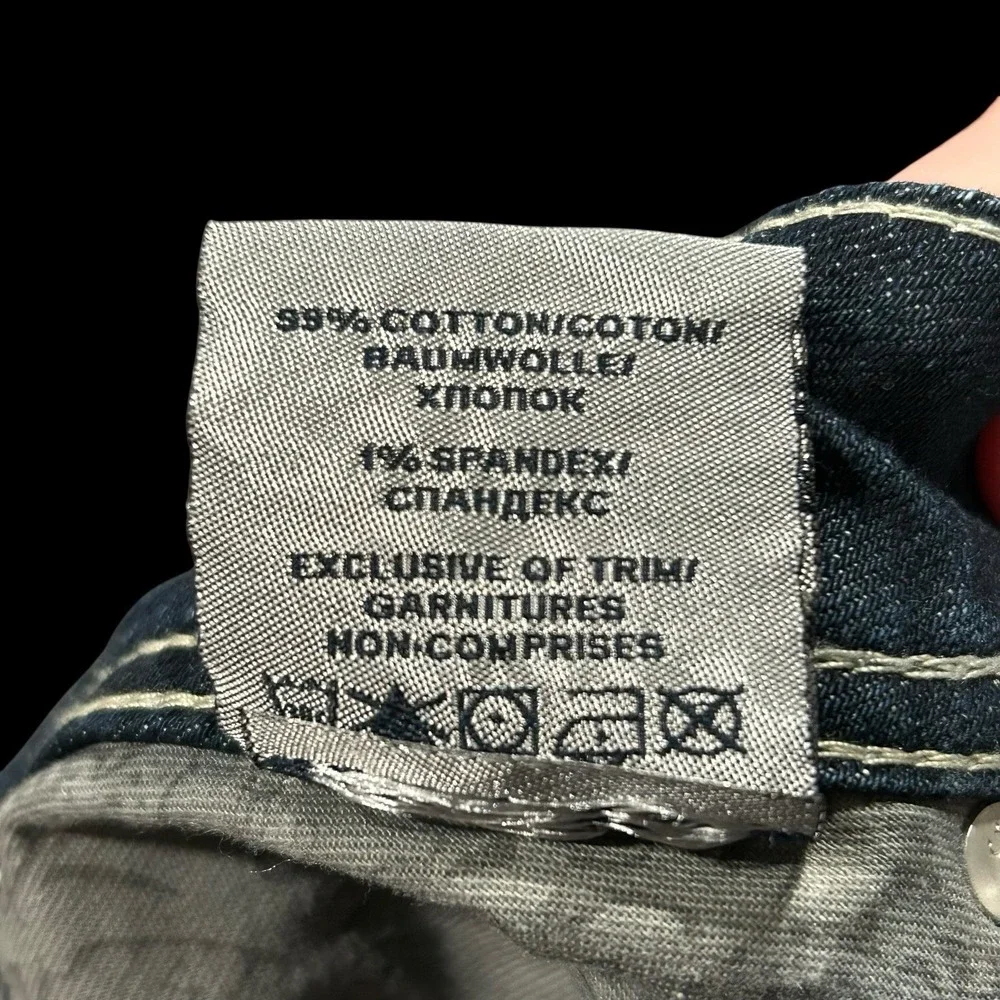 99% COTTON/COTON/
BAUMWOLLE/
ХЛОПОК
1% SPANDEX/
СПАНДЕКС
EXCLUSIVE OF TRIM/
GARNITURES
NON-COMPRISES